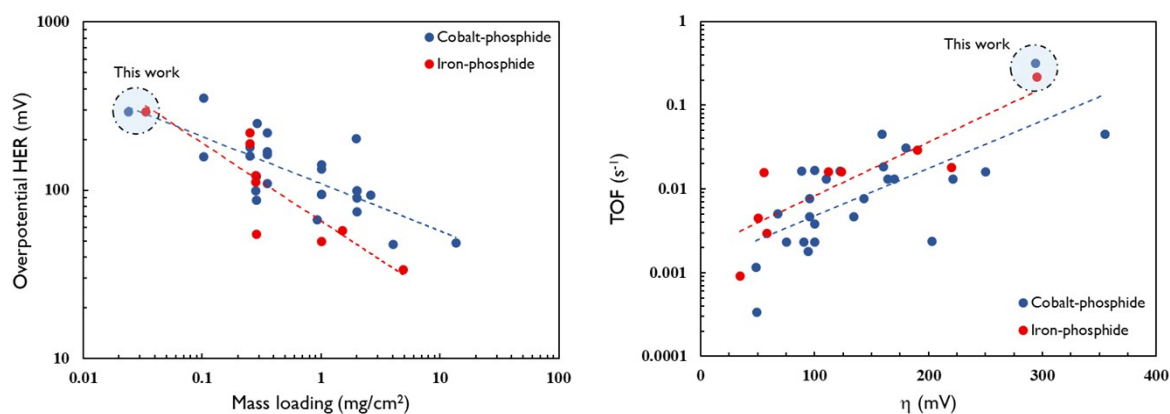 1000
100
10
Overpotential HER (mV)
This work
Cobalt-phosphide
Iron-phosphide
0.01 0.1 1 10 100
Mass loading (mg/cm²)
1
0.1
0.01
0.001
0.0001
TOF (s⁻¹)
This work
Cobalt-phosphide
Iron-phosphide
0 100 200 300 400
η (mV)